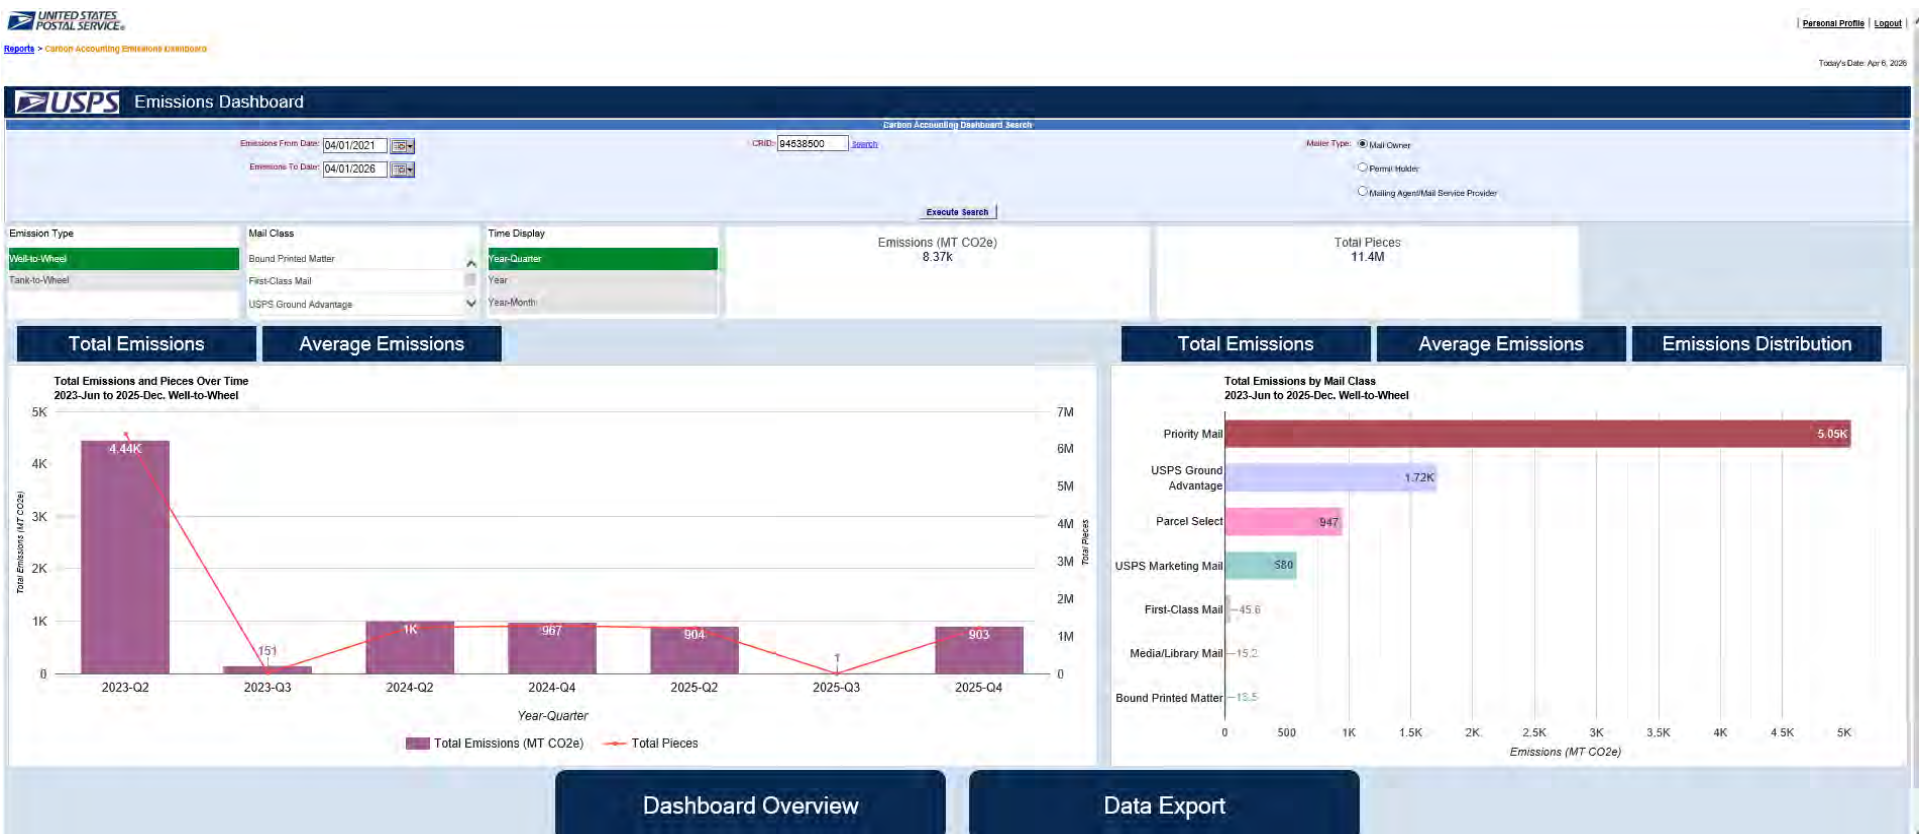 UNITED STATES
POSTAL SERVICE®
| Personal Profile | Logout |
Reports > Carbon Accounting Emissions Dashboard
Today's Date: Apr 6, 2026
USPS Emissions Dashboard
Carbon Accounting Dashboard Search
Emissions From Date: 04/01/2021
CRID: 94538500 Search
Mailer Type: Mail Owner
Emissions To Date: 04/01/2026
Permit Holder
Mailing Agent/Mail Service Provider
Execute Search
Emission Type
Well-to-Wheel
Tank-to-Wheel
Mail Class
Bound Printed Matter
First-Class Mail
USPS Ground Advantage
Time Display
Year-Quarter
Year
Year-Month
Emissions (MT CO2e)
8.37k
Total Pieces
11.4M
Total Emissions
Average Emissions
Total Emissions
Average Emissions
Emissions Distribution
Total Emissions and Pieces Over Time
2023-Jun to 2025-Dec. Well-to-Wheel
5K
4K
3K
2K
1K
0
Total Emissions (MT CO2e)
7M
6M
5M
4M
3M
2M
1M
0
Total Pieces
4.44K
151
1K
967
904
1
903
2023-Q2
2023-Q3
2024-Q2
2024-Q4
2025-Q2
2025-Q3
2025-Q4
Year-Quarter
Total Emissions (MT CO2e)
Total Pieces
Total Emissions by Mail Class
2023-Jun to 2025-Dec. Well-to-Wheel
Priority Mail
5.05K
USPS Ground
Advantage
1.72K
Parcel Select
947
USPS Marketing Mail
580
First-Class Mail
45.6
Media/Library Mail
15.2
Bound Printed Matter
0
500
1K
1.5K
2K
2.5K
3K
3.5K
4K
4.5K
5K
Emissions (MT CO2e)
Dashboard Overview
Data Export